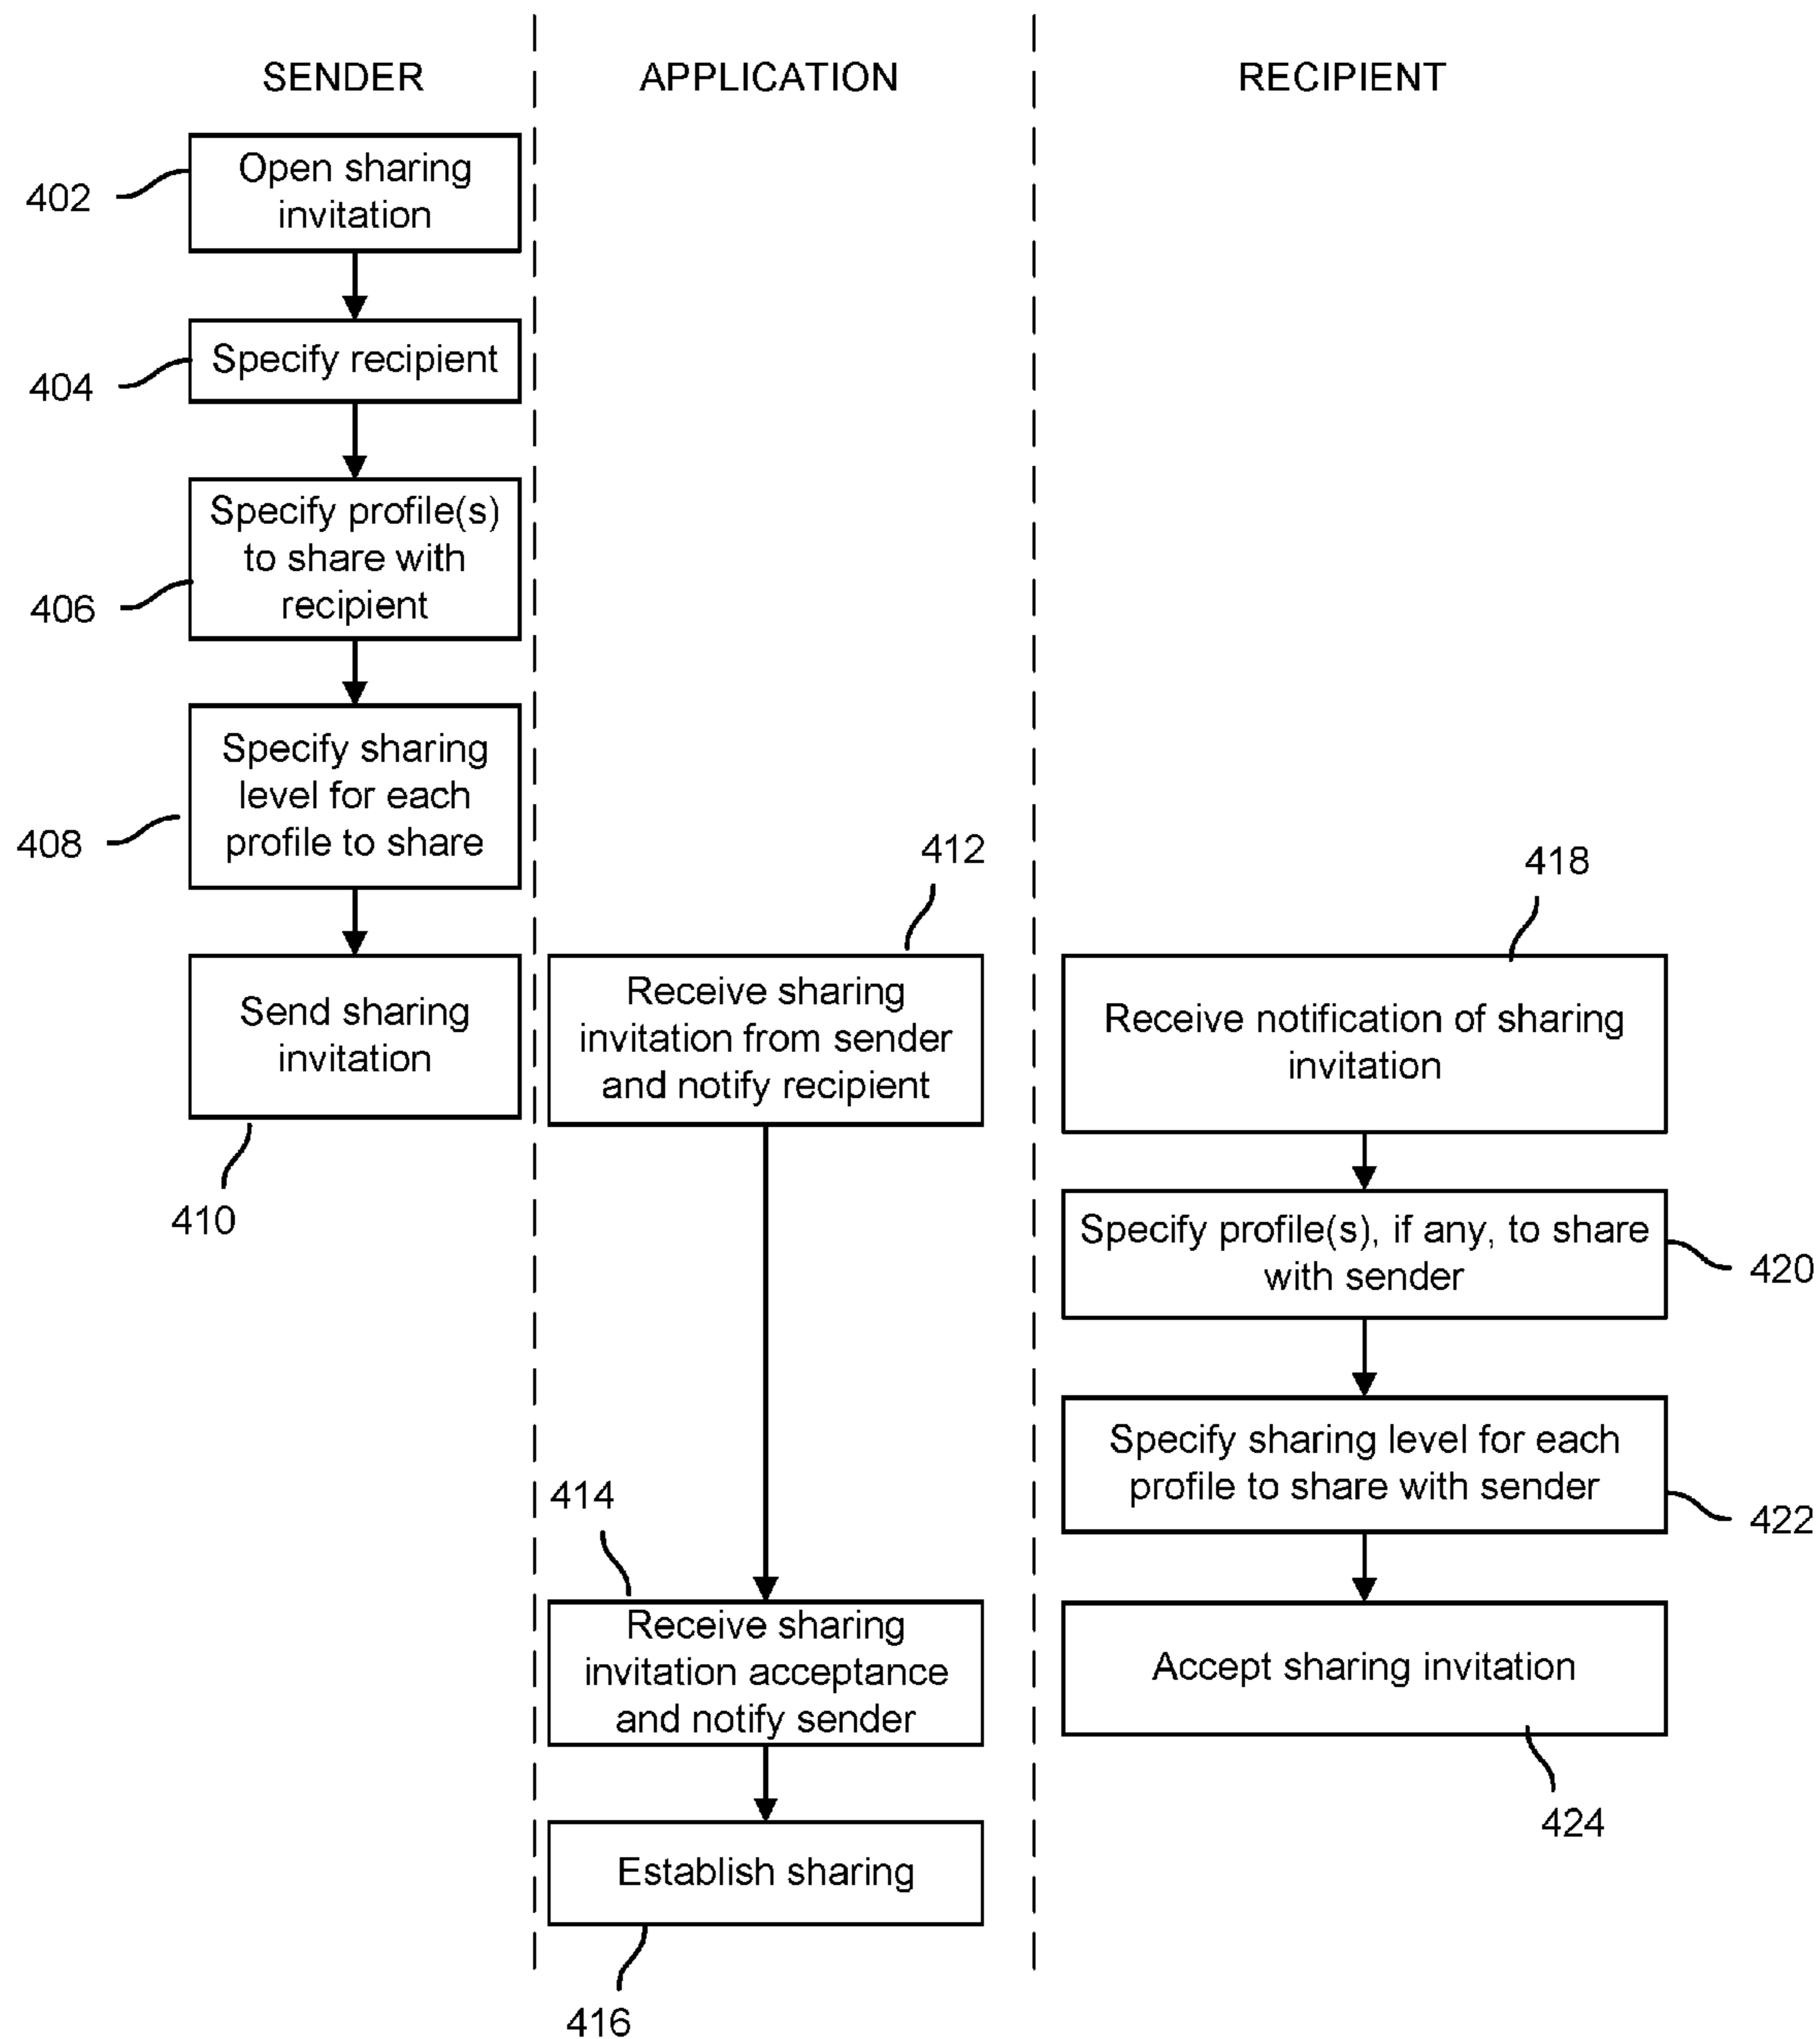 SENDER
APPLICATION
RECIPIENT
402
Open sharing
invitation
404
Specify recipient
406
Specify profile(s)
to share with
recipient
408
Specify sharing
level for each
profile to share
410
Send sharing
invitation
412
Receive sharing
invitation from sender
and notify recipient
414
Receive sharing
invitation acceptance
and notify sender
Establish sharing
416
418
Receive notification of sharing
invitation
Specify profile(s), if any, to share
with sender
420
Specify sharing level for each
profile to share with sender
422
Accept sharing invitation
424